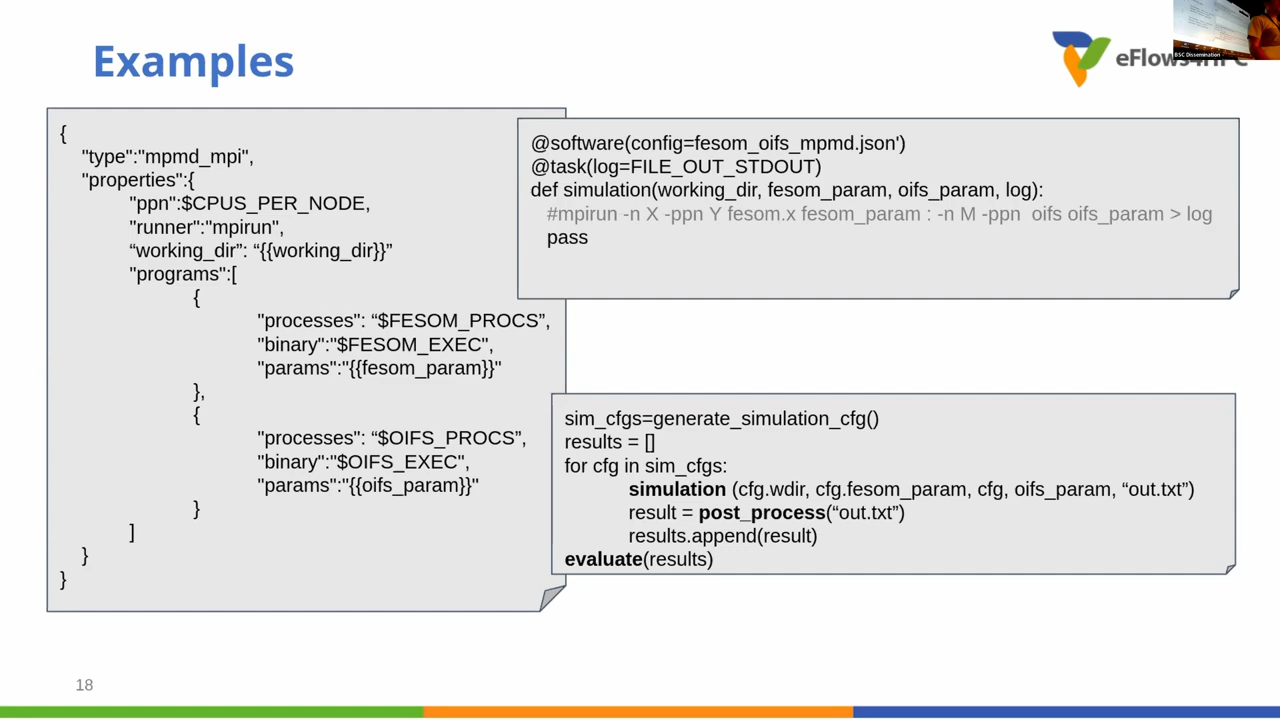 Examples
eFlows4HPC
BSC Dissemination
{
"type":"mpmd_mpi",
"properties":{
"ppn":$CPUS_PER_NODE,
"runner":"mpirun",
“working_dir”: “{{working_dir}}”
"programs":[
{
"processes": “$FESOM_PROCS”,
"binary":"$FESOM_EXEC",
"params":"{{fesom_param}}"
},
{
"processes": “$OIFS_PROCS”,
"binary":"$OIFS_EXEC",
"params":"{{oifs_param}}"
}
]
}
}
@software(config=fesom_oifs_mpmd.json')
@task(log=FILE_OUT_STDOUT)
def simulation(working_dir, fesom_param, oifs_param, log):
#mpirun -n X -ppn Y fesom.x fesom_param : -n M -ppn  oifs oifs_param > log
pass
sim_cfgs=generate_simulation_cfg()
results = []
for cfg in sim_cfgs:
simulation (cfg.wdir, cfg.fesom_param, cfg, oifs_param, “out.txt”)
result = post_process(“out.txt”)
results.append(result)
evaluate(results)
18